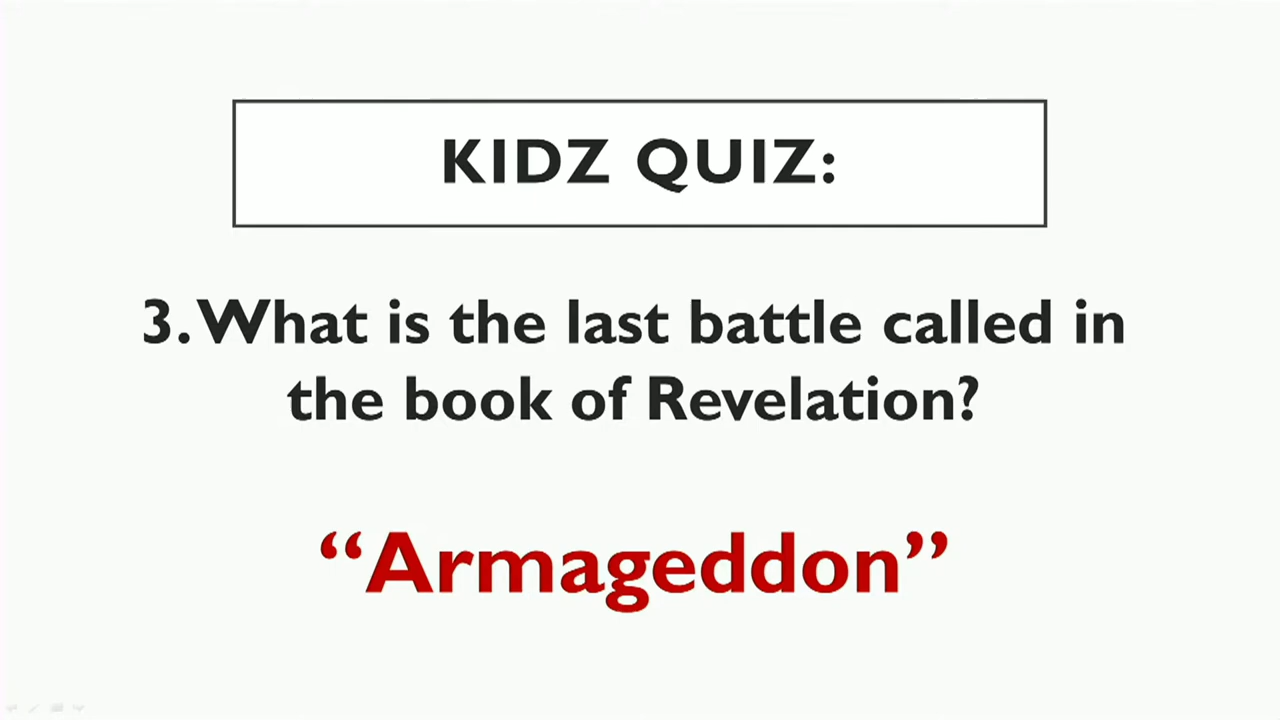 KIDZ QUIZ:
3. What is the last battle called in
the book of Revelation?
“Armageddon”